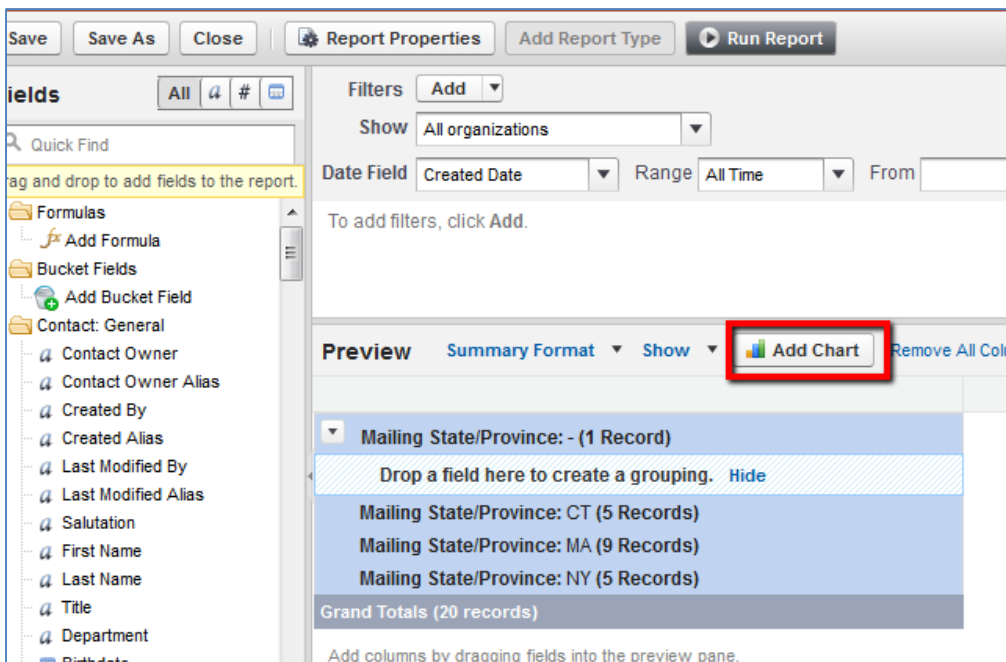 Save Save As Close Report Properties Add Report Type Run Report
ields All a #
Quick Find
rag and drop to add fields to the report.
Formulas
fx Add Formula
Bucket Fields
Add Bucket Field
Contact: General
a Contact Owner
a Contact Owner Alias
a Created By
a Created Alias
a Last Modified By
a Last Modified Alias
a Salutation
a First Name
a Last Name
a Title
a Department
Birthdate
Filters Add
Show All organizations
Date Field Created Date Range All Time From
To add filters, click Add.
Preview Summary Format Show Add Chart Remove All Colu
Mailing State/Province: - (1 Record)
Drop a field here to create a grouping. Hide
Mailing State/Province: CT (5 Records)
Mailing State/Province: MA (9 Records)
Mailing State/Province: NY (5 Records)
Grand Totals (20 records)
Add columns by dragging fields into the preview pane.